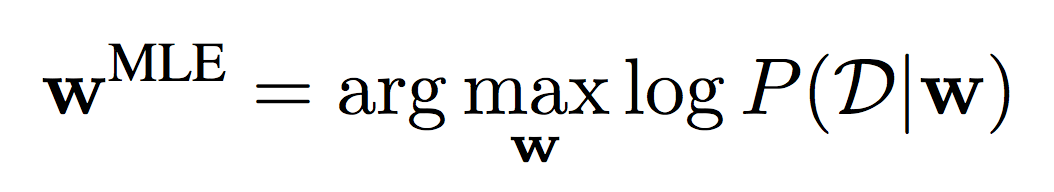 𝐰^MLE = arg max_𝐰 log P(𝒟|𝐰)